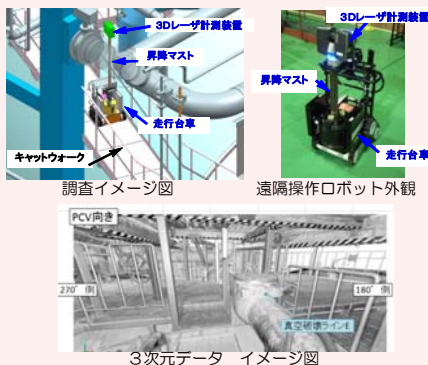 3Dレーザ計測装置
昇降マスト
走行台車
キャットウォーク
調査イメージ図
3Dレーザ計測装置
昇降マスト
走行台車
遠隔操作ロボット外観
PCV向き
270°側
180°側
真空破壊ラインE
3次元データ　イメージ図